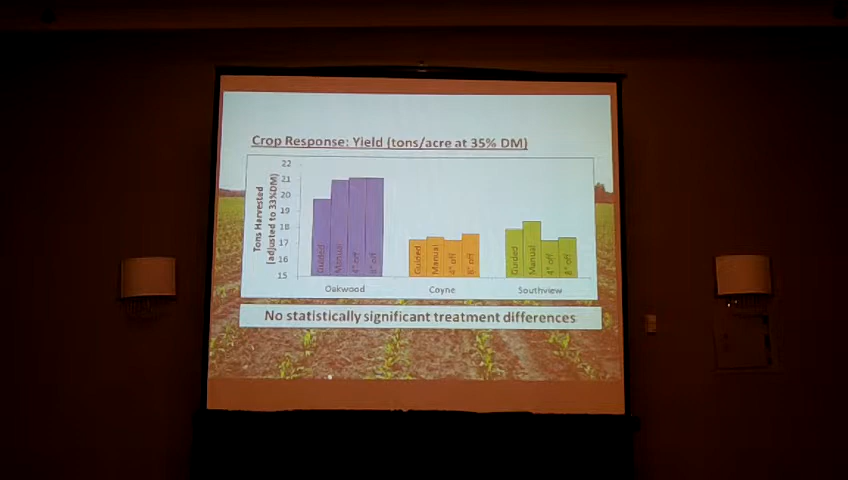 Crop Response: Yield (tons/acre at 35% DM)
Tons Harvested
(adjusted to 33%DM)
22
21
20
19
18
17
16
15
Guided
Manual
4" off
8" off
Guided
Manual
4" off
8" off
Guided
Manual
4" off
8" off
Oakwood
Coyne
Southview
No statistically significant treatment differences